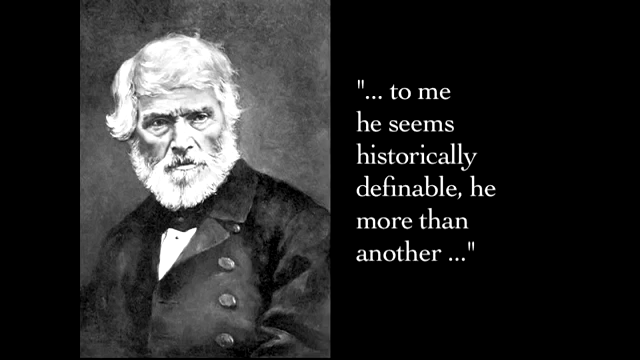 "... to me
he seems
historically
definable, he
more than
another ..."